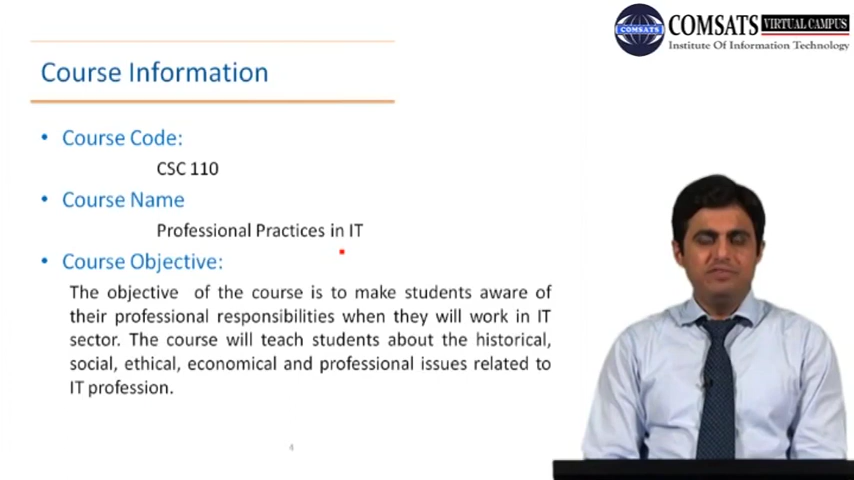 COMSATS VIRTUAL CAMPUS
COMSATS
Institute Of Information Technology
Course Information
• Course Code:
CSC 110
• Course Name
Professional Practices in IT
• Course Objective:
The objective of the course is to make students aware of
their professional responsibilities when they will work in IT
sector. The course will teach students about the historical,
social, ethical, economical and professional issues related to
IT profession.
4